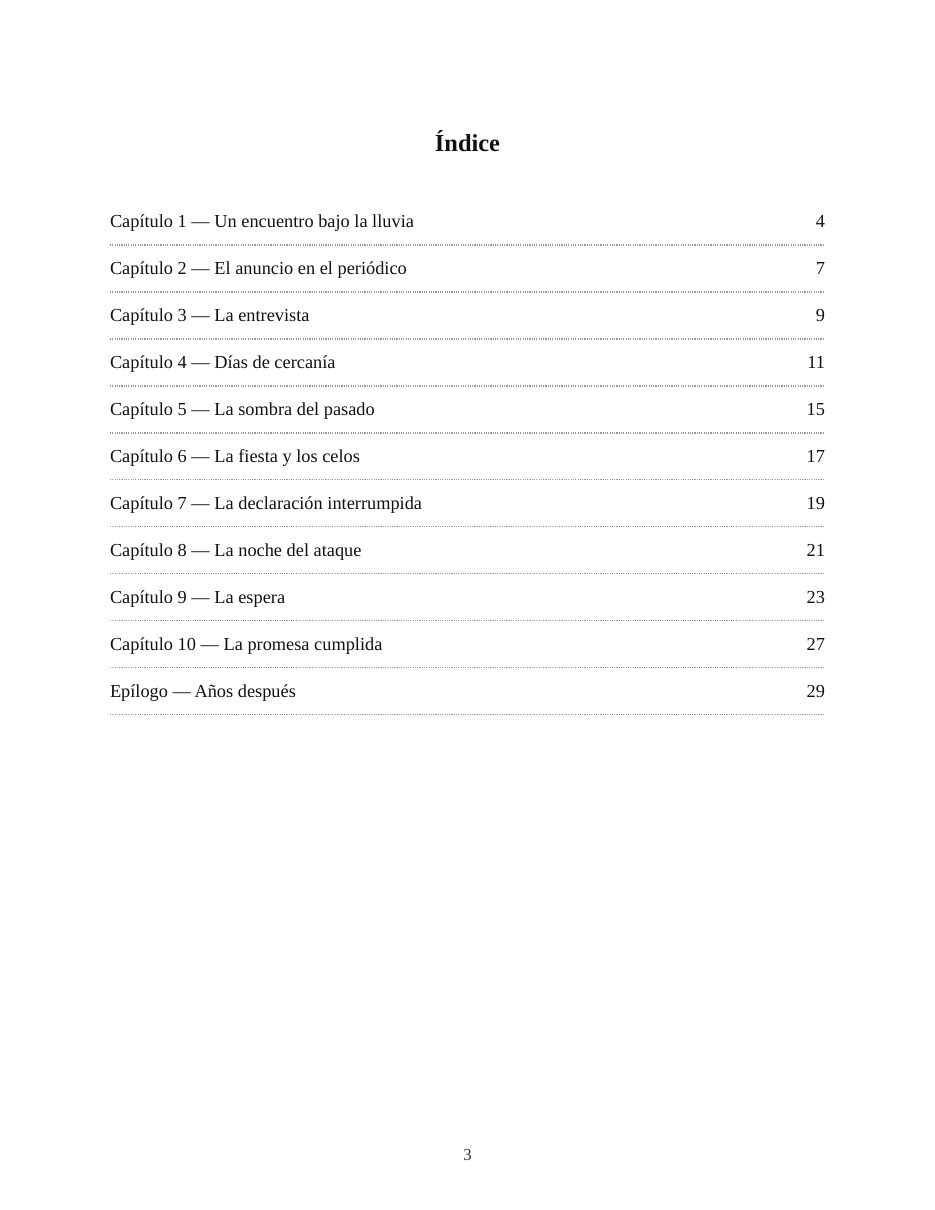 Índice
Capítulo 1 — Un encuentro bajo la lluvia 4
Capítulo 2 — El anuncio en el periódico 7
Capítulo 3 — La entrevista 9
Capítulo 4 — Días de cercanía 11
Capítulo 5 — La sombra del pasado 15
Capítulo 6 — La fiesta y los celos 17
Capítulo 7 — La declaración interrumpida 19
Capítulo 8 — La noche del ataque 21
Capítulo 9 — La espera 23
Capítulo 10 — La promesa cumplida 27
Epílogo — Años después 29
3